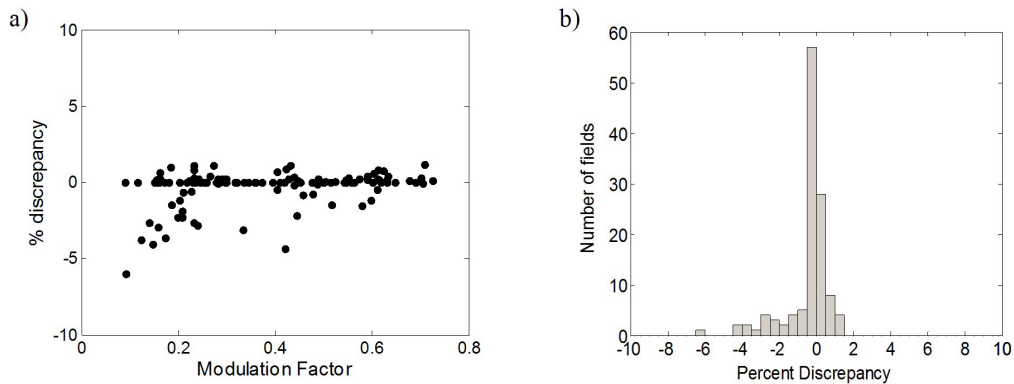 a)
10
5
0
-5
-10
% discrepancy
0 0.2 0.4 0.6 0.8
Modulation Factor
b)
60
50
40
30
20
10
0
Number of fields
-10 -8 -6 -4 -2 0 2 4 6 8 10
Percent Discrepancy